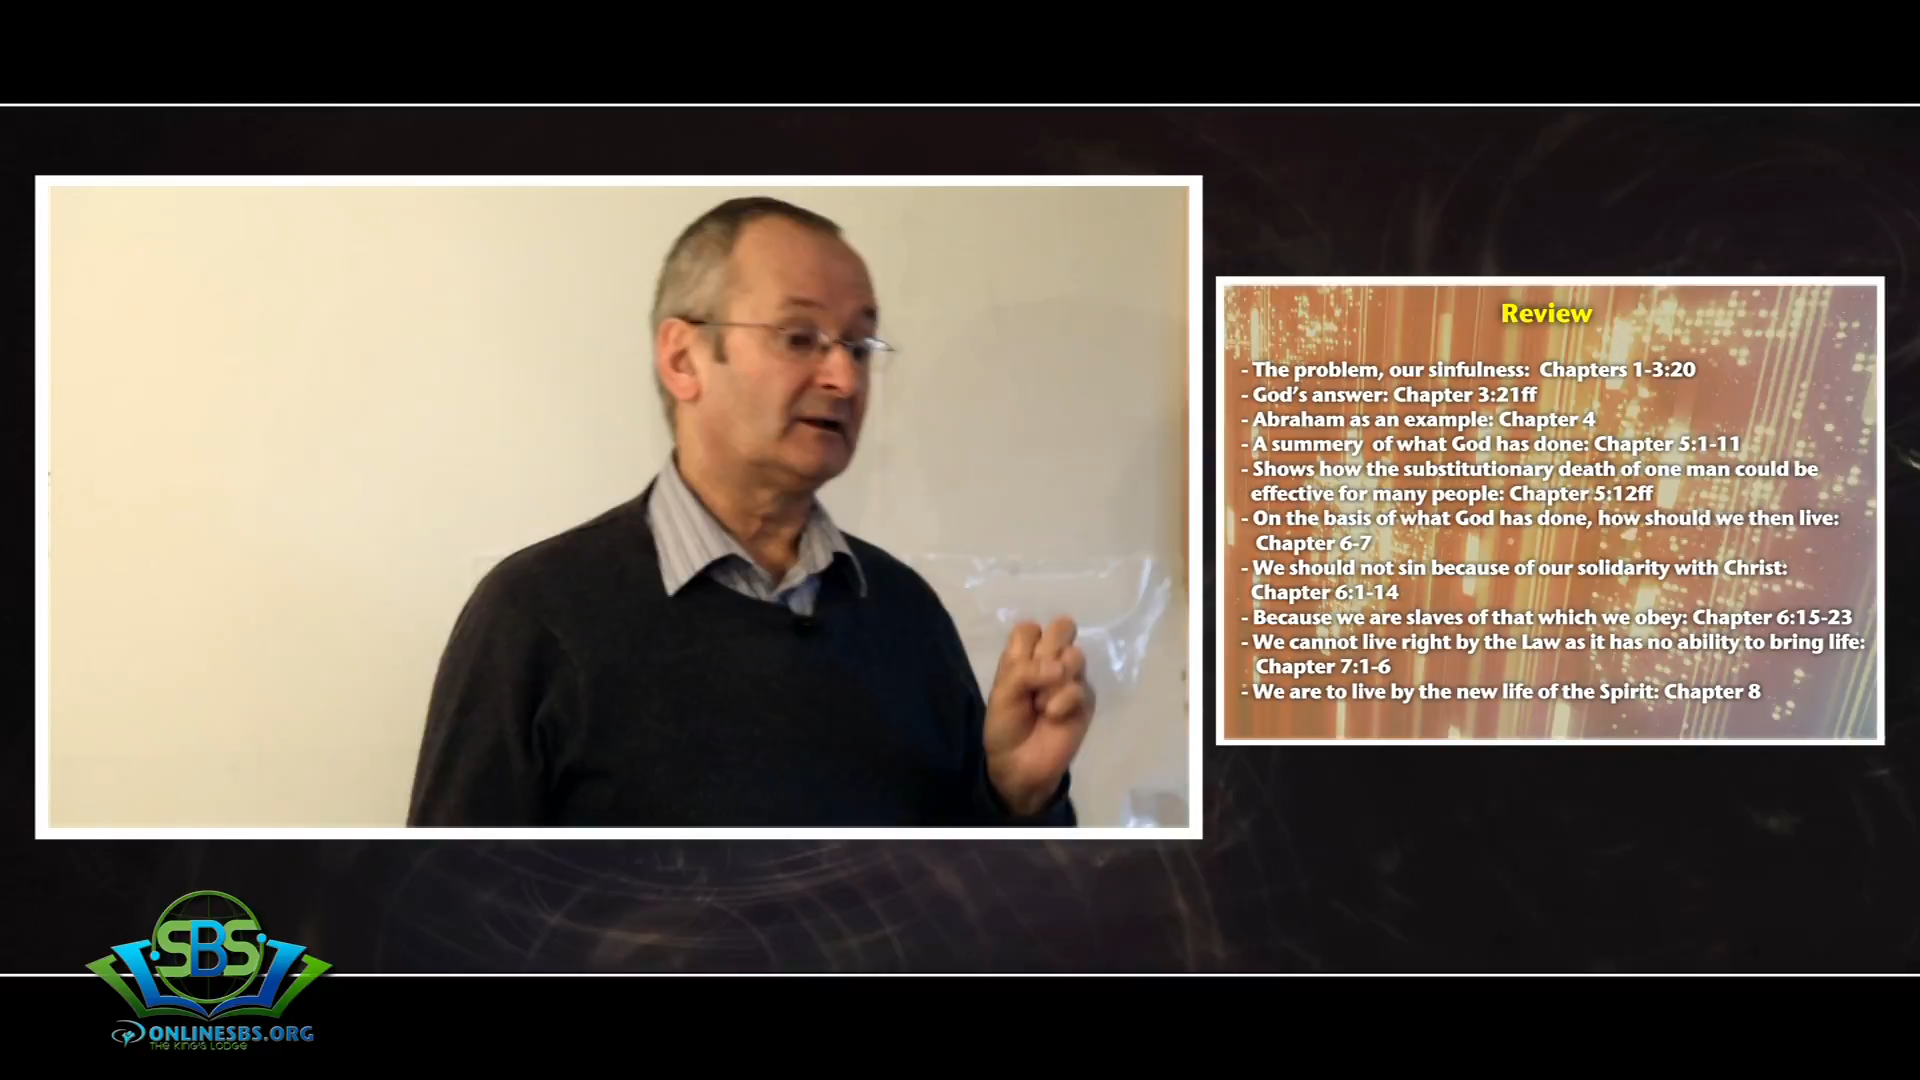 Review
- The problem, our sinfulness: Chapters 1-3:20
- God's answer: Chapter 3:21ff
- Abraham as an example: Chapter 4
- A summery of what God has done: Chapter 5:1-11
- Shows how the substitutionary death of one man could be
effective for many people: Chapter 5:12ff
- On the basis of what God has done, how should we then live:
Chapter 6-7
- We should not sin because of our solidarity with Christ:
Chapter 6:1-14
- Because we are slaves of that which we obey: Chapter 6:15-23
- We cannot live right by the Law as it has no ability to bring life:
Chapter 7:1-6
- We are to live by the new life of the Spirit: Chapter 8
SBS
ONLINESBS.ORG
THE KING'S LODGE